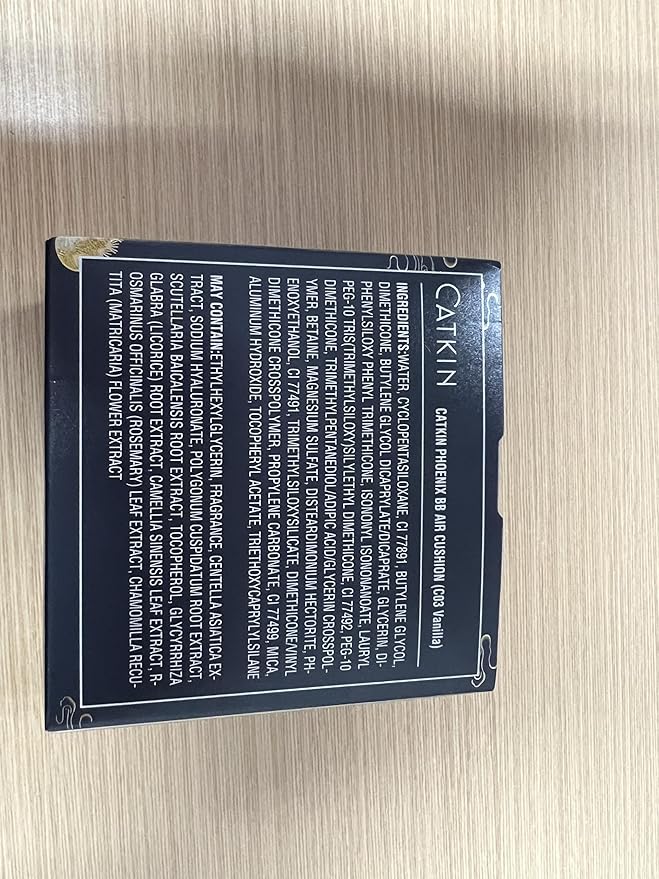 CATKIN
CATKIN PHOENIX BB AIR CUSHION (C03 Vanilla)
INGREDIENTS:WATER, CYCLOPENTASILOXANE, CI 77891, BUTYLENE GLYCOL,
DIMETHICONE, BUTYLENE GLYCOL DICAPRYLATE/DICAPRATE, GLYCERIN, DI-
PHENYLSILOXY PHENYL TRIMETHICONE, ISONONYL ISONONANOATE, LAURYL
PEG-10 TRIS(TRIMETHYLSILOXY)SILYLETHYL DIMETHICONE, CI 77492, PEG-10
DIMETHICONE, TRIMETHYLPENTANEDIOL/ADIPIC ACID/GLYCERIN CROSSPOL-
YMER, BETAINE, MAGNESIUM SULFATE, DISTEARDIMONIUM HECTORITE, PH-
ENOXYETHANOL, CI 77491, TRIMETHYLSILOXYSILICATE, DIMETHICONE/VINYL
DIMETHICONE CROSSPOLYMER, PROPYLENE CARBONATE, CI 77499, MICA,
ALUMINUM HYDROXIDE, TOCOPHERYL ACETATE, TRIETHOXYCAPRYLYLSILANE
MAY CONTAIN:ETHYLHEXYLGLYCERIN, FRAGRANCE, CENTELLA ASIATICA EX-
TRACT, SODIUM HYALURONATE, POLYGONUM CUSPIDATUM ROOT EXTRACT,
SCUTELLARIA BAICALENSIS ROOT EXTRACT, TOCOPHEROL, GLYCYRRHIZA
GLABRA (LICORICE) ROOT EXTRACT, CAMELLIA SINENSIS LEAF EXTRACT, R-
OSMARINUS OFFICINALIS (ROSEMARY) LEAF EXTRACT, CHAMOMILLA RECU-
TITA (MATRICARIA) FLOWER EXTRACT